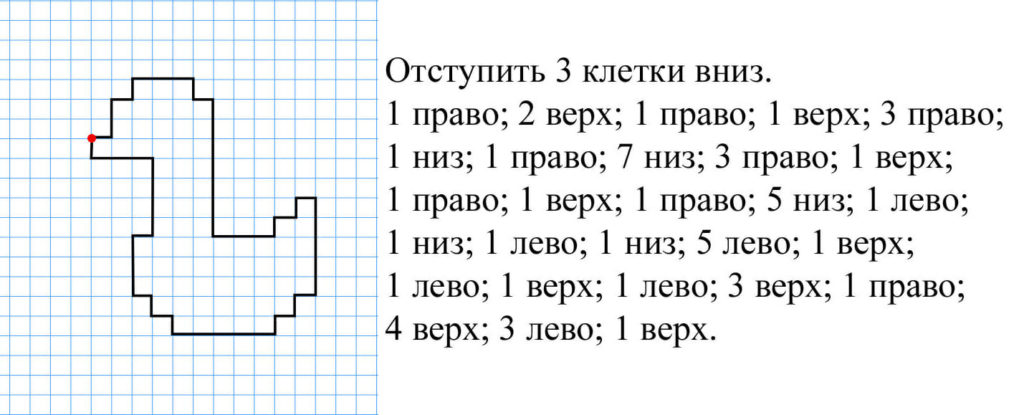 Отступить 3 клетки вниз.
1 право; 2 верх; 1 право; 1 верх; 3 право;
1 низ; 1 право; 7 низ; 3 право; 1 верх;
1 право; 1 верх; 1 право; 5 низ; 1 лево;
1 низ; 1 лево; 1 низ; 5 лево; 1 верх;
1 лево; 1 верх; 1 лево; 3 верх; 1 право;
4 верх; 3 лево; 1 верх.